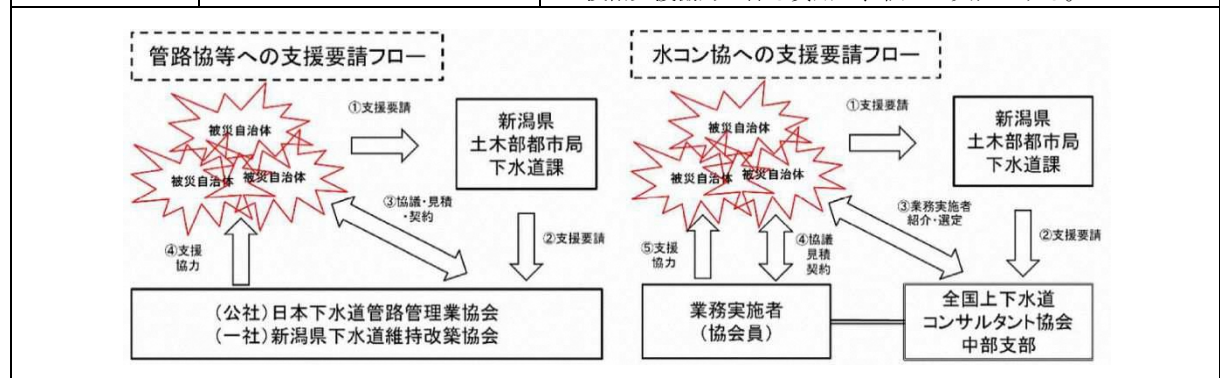 管路協等への支援要請フロー
①支援要請
被災自治体
被災自治体
被災自治体
新潟県
土木部都市局
下水道課
③協議・見積
・契約
②支援要請
④支援
協力
(公社)日本下水道管路管理業協会
(一社)新潟県下水道維持改築協会
水コン協への支援要請フロー
①支援要請
被災自治体
被災自治体
被災自治体
新潟県
土木部都市局
下水道課
③業務実施者
紹介・選定
②支援要請
⑤支援
協力
④協議
見積
契約
業務実施者
(協会員)
全国上下水道
コンサルタント協会
中部支部